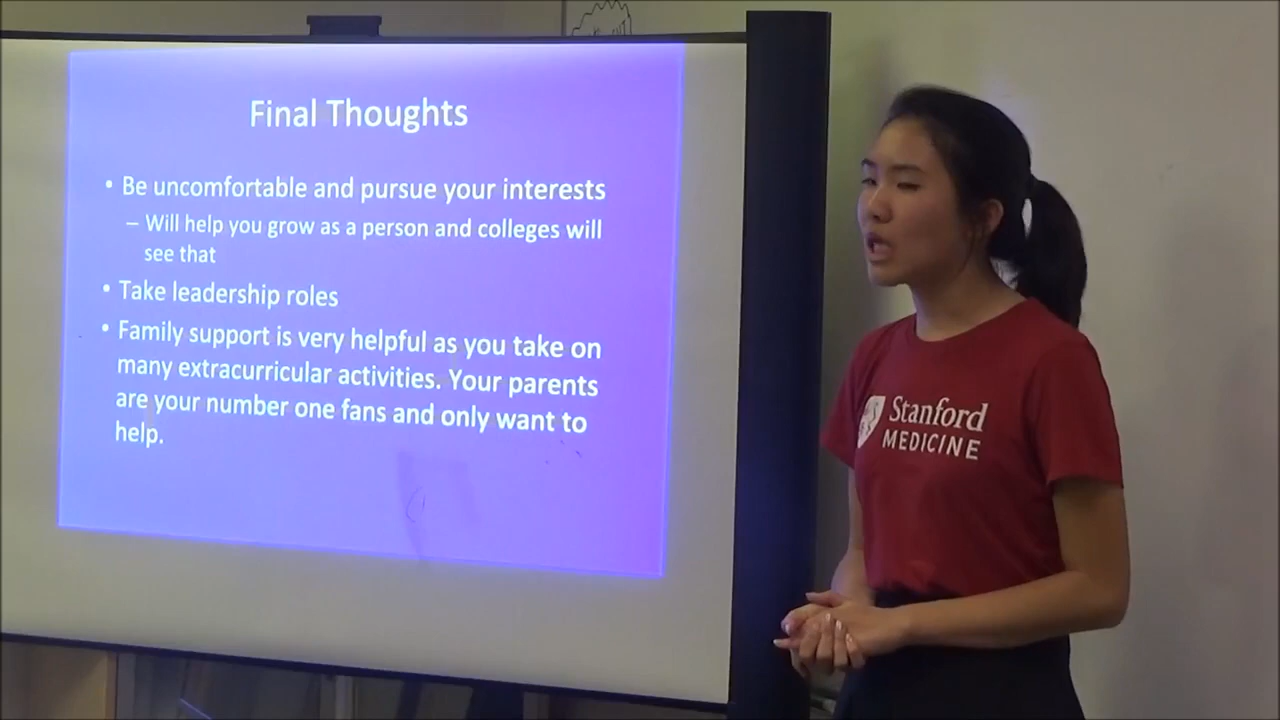 Final Thoughts
• Be uncomfortable and pursue your interests
– Will help you grow as a person and colleges will
see that
• Take leadership roles
• Family support is very helpful as you take on
many extracurricular activities. Your parents
are your number one fans and only want to
help.
Stanford
MEDICINE